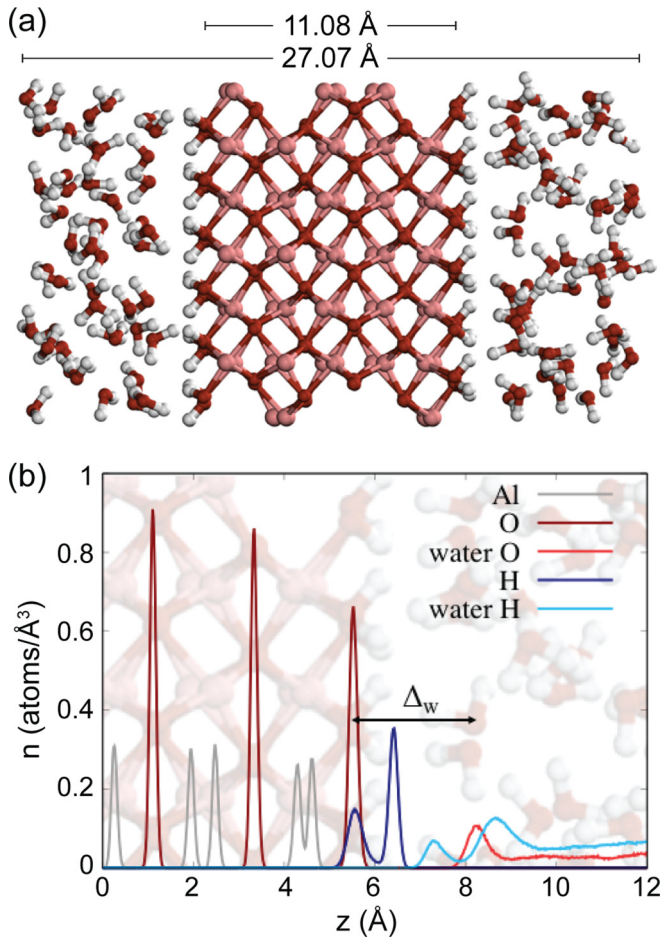 (a)
11.08 Å
27.07 Å
(b)
n (atoms/Å³)
1
0.8
0.6
0.4
0.2
0
Al
O
water O
H
water H
Δw
0 2 4 6 8 10 12
z (Å)